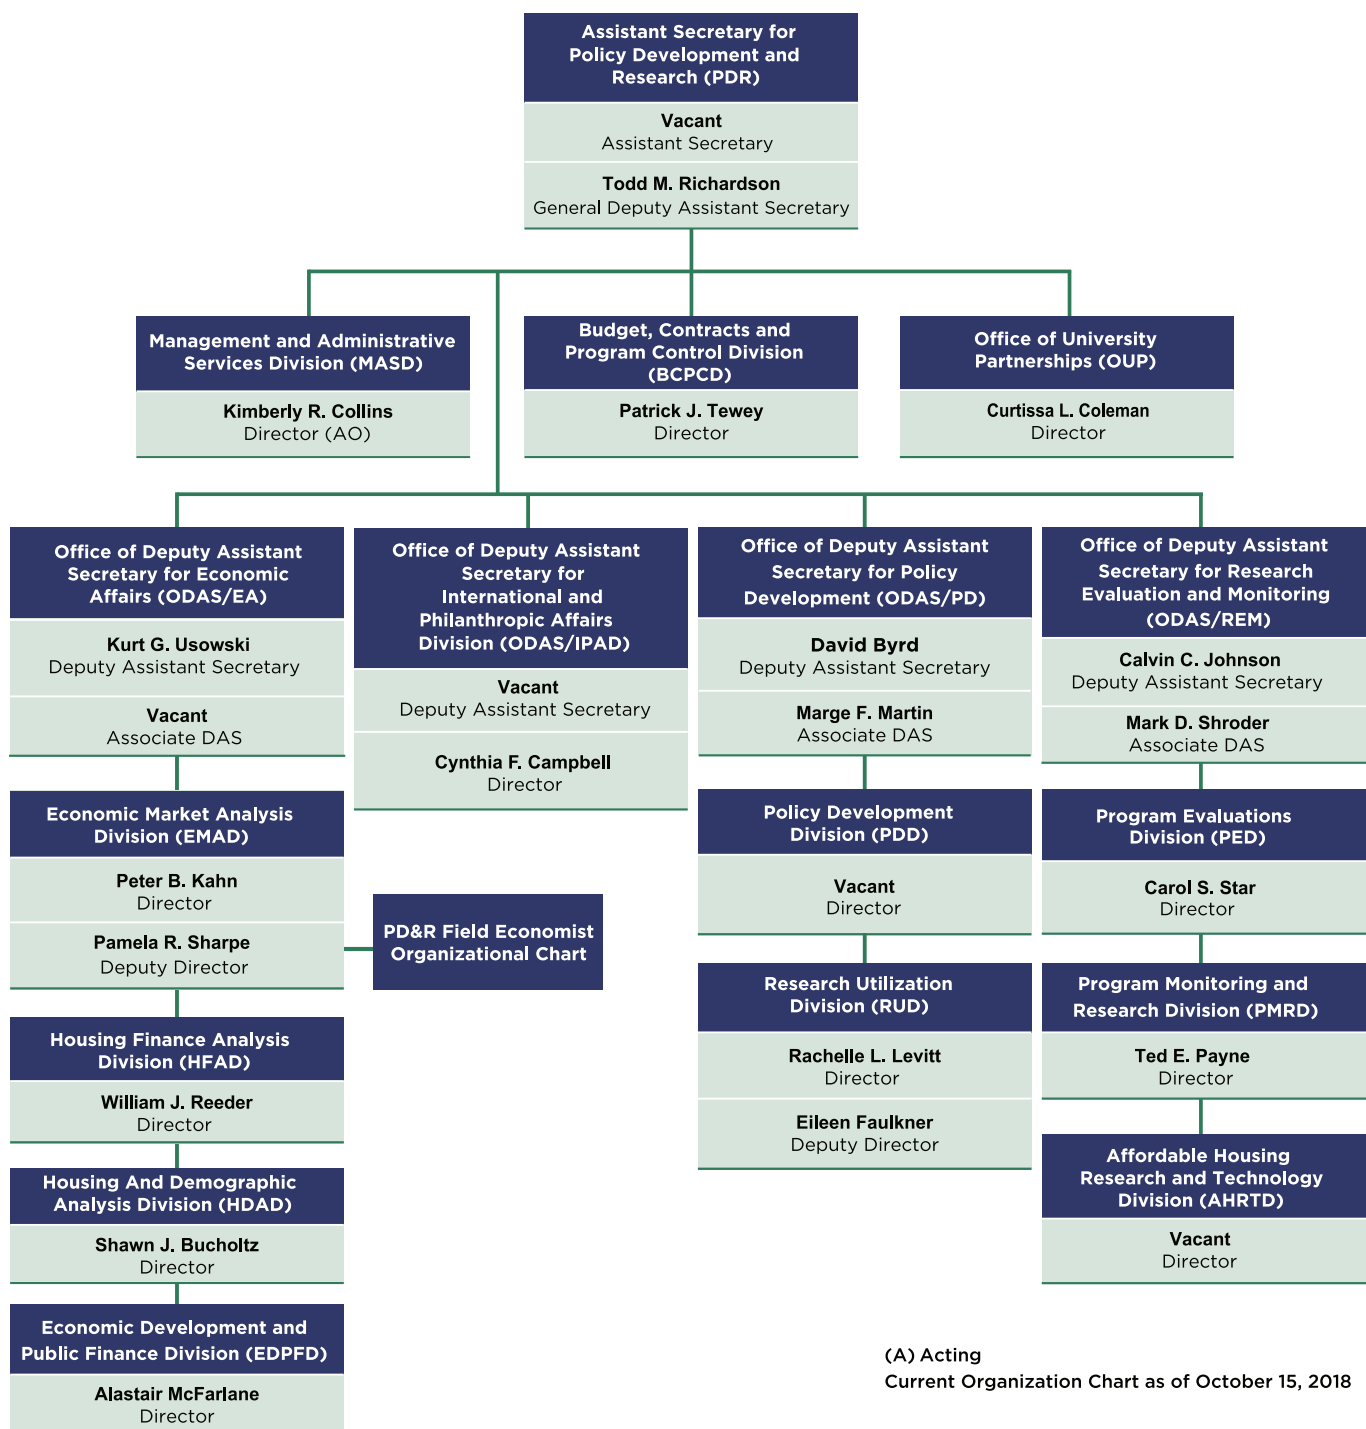 Assistant Secretary for
Policy Development and
Research (PDR)
Vacant
Assistant Secretary
Todd M. Richardson
General Deputy Assistant Secretary
Management and Administrative
Services Division (MASD)
Kimberly R. Collins
Director (AO)
Budget, Contracts and
Program Control Division
(BCPCD)
Patrick J. Tewey
Director
Office of University
Partnerships (OUP)
Curtissa L. Coleman
Director
Office of Deputy Assistant
Secretary for Economic
Affairs (ODAS/EA)
Kurt G. Usowski
Deputy Assistant Secretary
Vacant
Associate DAS
Economic Market Analysis
Division (EMAD)
Peter B. Kahn
Director
Pamela R. Sharpe
Deputy Director
PD&R Field Economist
Organizational Chart
Housing Finance Analysis
Division (HFAD)
William J. Reeder
Director
Housing And Demographic
Analysis Division (HDAD)
Shawn J. Bucholtz
Director
Economic Development and
Public Finance Division (EDPFD)
Alastair McFarlane
Director
Office of Deputy Assistant
Secretary for
International and
Philanthropic Affairs
Division (ODAS/IPAD)
Vacant
Deputy Assistant Secretary
Cynthia F. Campbell
Director
Office of Deputy Assistant
Secretary for Policy
Development (ODAS/PD)
David Byrd
Deputy Assistant Secretary
Marge F. Martin
Associate DAS
Policy Development
Division (PDD)
Vacant
Director
Research Utilization
Division (RUD)
Rachelle L. Levitt
Director
Eileen Faulkner
Deputy Director
Office of Deputy Assistant
Secretary for Research
Evaluation and Monitoring
(ODAS/REM)
Calvin C. Johnson
Deputy Assistant Secretary
Mark D. Shroder
Associate DAS
Program Evaluations
Division (PED)
Carol S. Star
Director
Program Monitoring and
Research Division (PMRD)
Ted E. Payne
Director
Affordable Housing
Research and Technology
Division (AHRTD)
Vacant
Director
(A) Acting
Current Organization Chart as of October 15, 2018